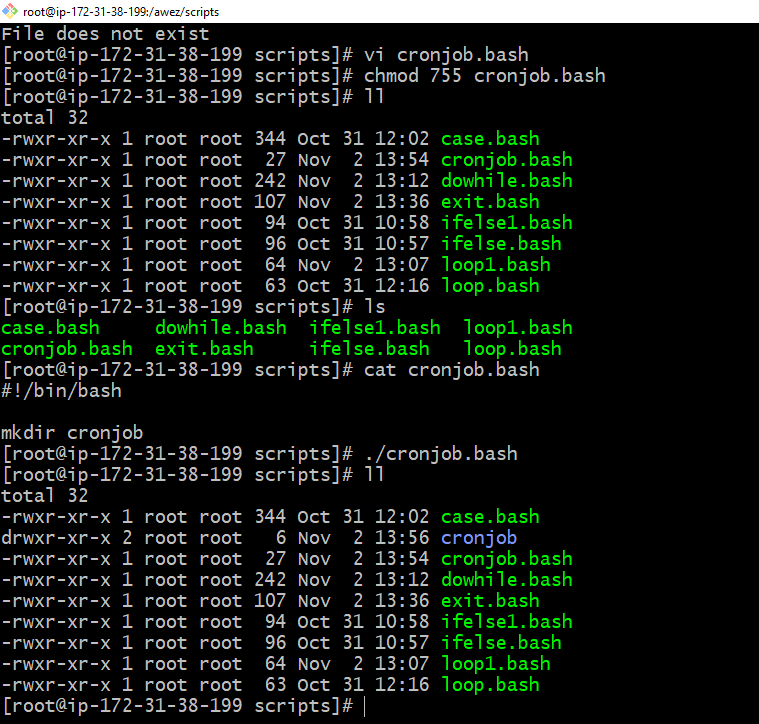 root@ip-172-31-38-199:/awez/scripts
File does not exist
[root@ip-172-31-38-199 scripts]# vi cronjob.bash
[root@ip-172-31-38-199 scripts]# chmod 755 cronjob.bash
[root@ip-172-31-38-199 scripts]# ll
total 32
-rwxr-xr-x 1 root root 344 Oct 31 12:02 case.bash
-rwxr-xr-x 1 root root  27 Nov  2 13:54 cronjob.bash
-rwxr-xr-x 1 root root 242 Nov  2 13:12 dowhile.bash
-rwxr-xr-x 1 root root 107 Nov  2 13:36 exit.bash
-rwxr-xr-x 1 root root  94 Oct 31 10:58 ifelse1.bash
-rwxr-xr-x 1 root root  96 Oct 31 10:57 ifelse.bash
-rwxr-xr-x 1 root root  64 Nov  2 13:07 loop1.bash
-rwxr-xr-x 1 root root  63 Oct 31 12:16 loop.bash
[root@ip-172-31-38-199 scripts]# ls
case.bash     dowhile.bash  ifelse1.bash  loop1.bash
cronjob.bash  exit.bash     ifelse.bash   loop.bash
[root@ip-172-31-38-199 scripts]# cat cronjob.bash
#!/bin/bash

mkdir cronjob
[root@ip-172-31-38-199 scripts]# ./cronjob.bash
[root@ip-172-31-38-199 scripts]# ll
total 32
-rwxr-xr-x 1 root root 344 Oct 31 12:02 case.bash
drwxr-xr-x 2 root root   6 Nov  2 13:56 cronjob
-rwxr-xr-x 1 root root  27 Nov  2 13:54 cronjob.bash
-rwxr-xr-x 1 root root 242 Nov  2 13:12 dowhile.bash
-rwxr-xr-x 1 root root 107 Nov  2 13:36 exit.bash
-rwxr-xr-x 1 root root  94 Oct 31 10:58 ifelse1.bash
-rwxr-xr-x 1 root root  96 Oct 31 10:57 ifelse.bash
-rwxr-xr-x 1 root root  64 Nov  2 13:07 loop1.bash
-rwxr-xr-x 1 root root  63 Oct 31 12:16 loop.bash
[root@ip-172-31-38-199 scripts]#